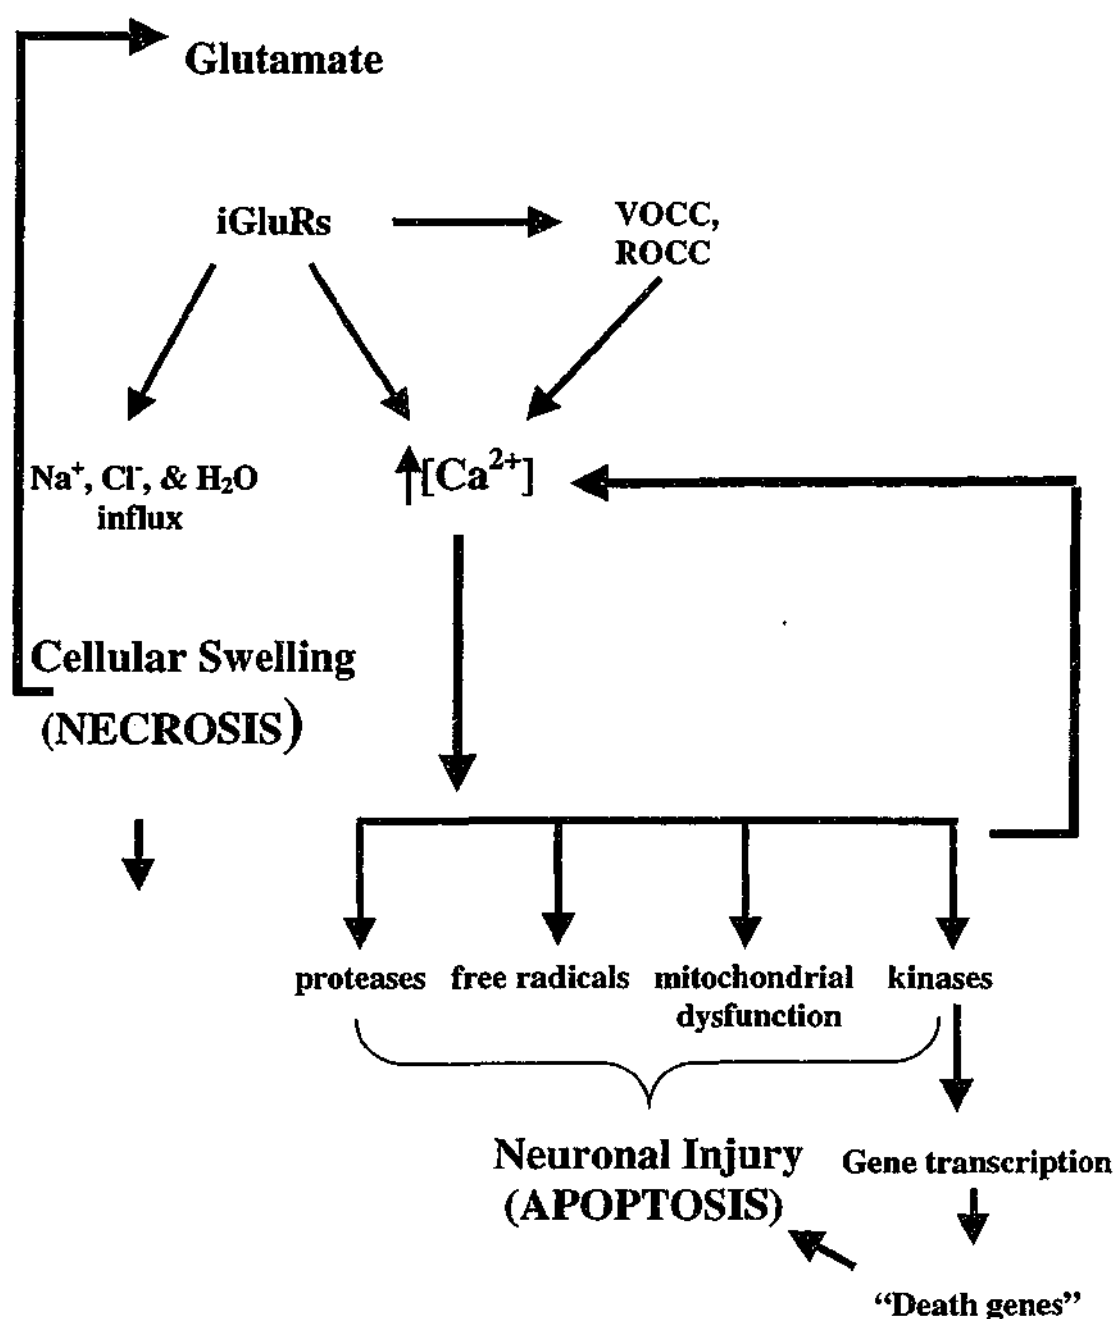 Glutamate
iGluRs
VOCC,
ROCC
Na⁺, Cl⁻, & H₂O
influx
[Ca²⁺]
Cellular Swelling
(NECROSIS)
proteases free radicals mitochondrial kinases
dysfunction
Neuronal Injury
(APOPTOSIS)
Gene transcription
“Death genes”